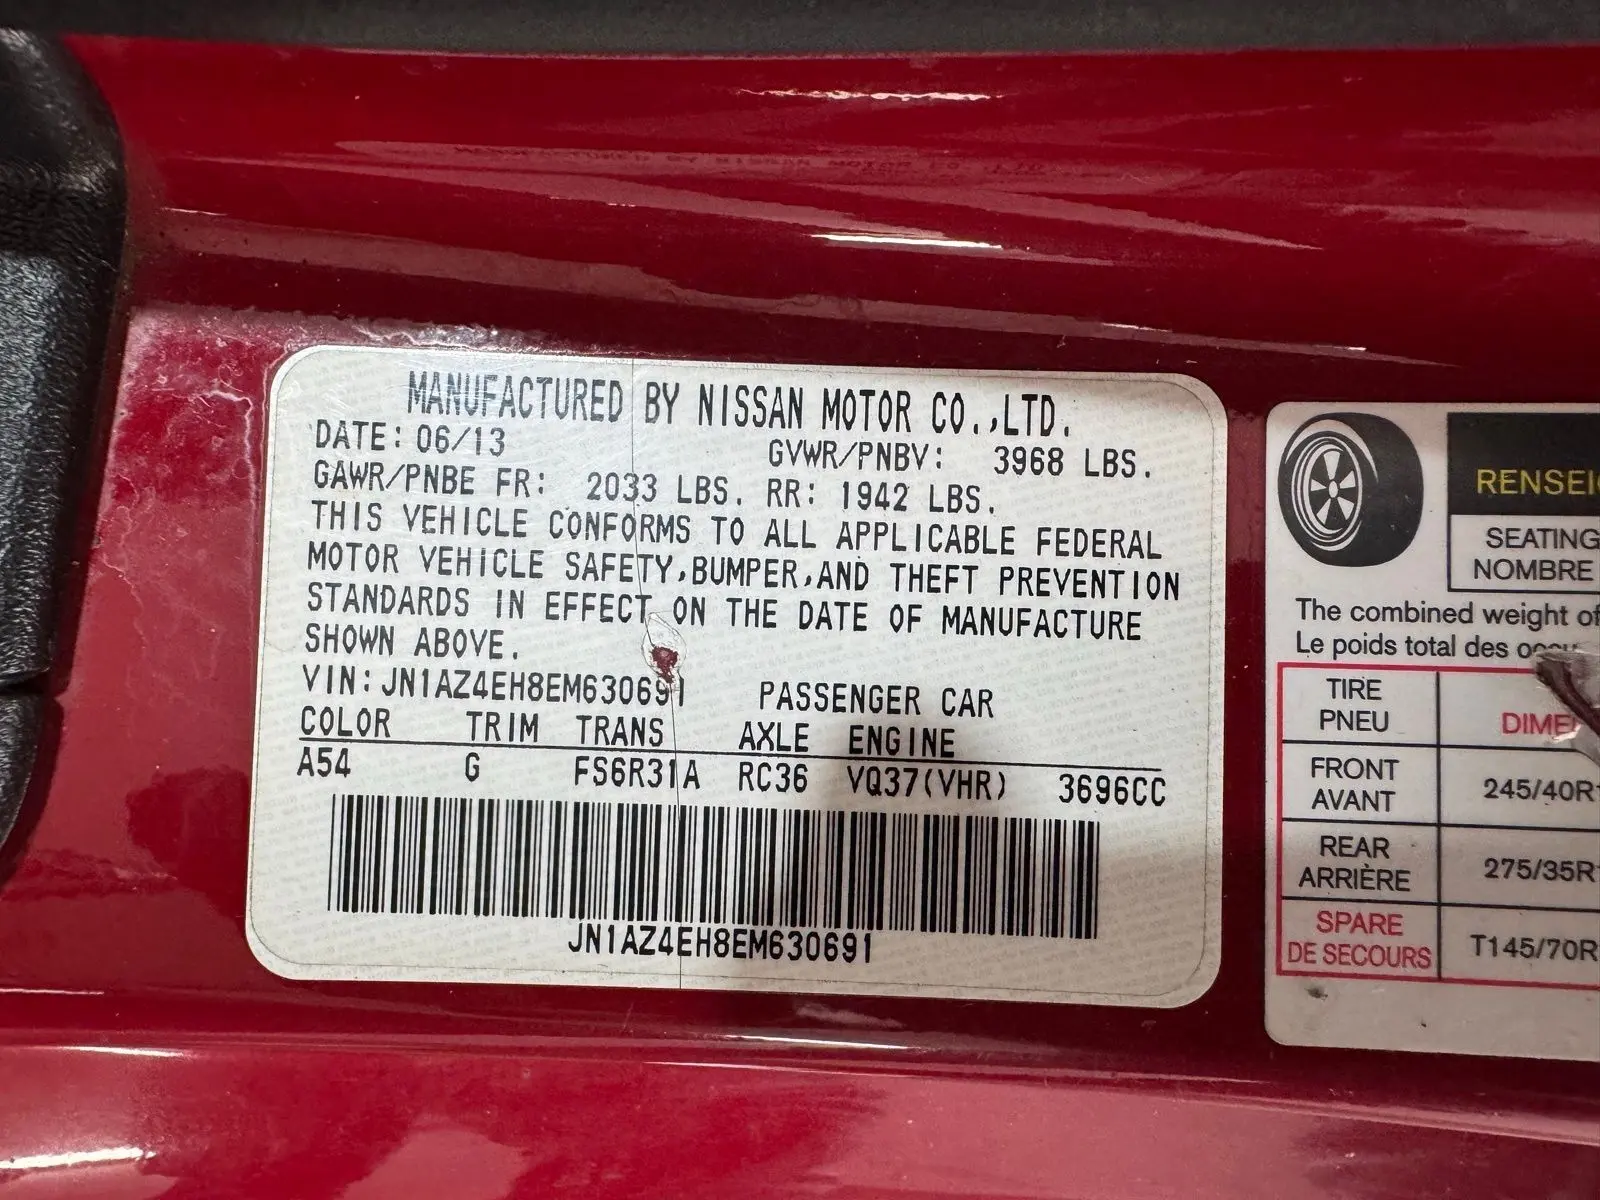 MANUFACTURED BY NISSAN MOTOR CO.,LTD.
DATE: 06/13 GVWR/PNBV: 3968 LBS.
GAWR/PNBE FR: 2033 LBS. RR: 1942 LBS.
THIS VEHICLE CONFORMS TO ALL APPLICABLE FEDERAL
MOTOR VEHICLE SAFETY,BUMPER,AND THEFT PREVENTION
STANDARDS IN EFFECT ON THE DATE OF MANUFACTURE
SHOWN ABOVE.
VIN: JN1AZ4EH8EM630691 PASSENGER CAR
COLOR TRIM TRANS AXLE ENGINE
A54 G FS6R31A RC36 VQ37(VHR) 3696CC
JN1AZ4EH8EM630691
SEATING
NOMBRE
The combined weight of
Le poids total des
TIRE
PNEU
FRONT
AVANT
245/40R
REAR
ARRIÈRE
275/35R
SPARE
DE SECOURS
T145/70R